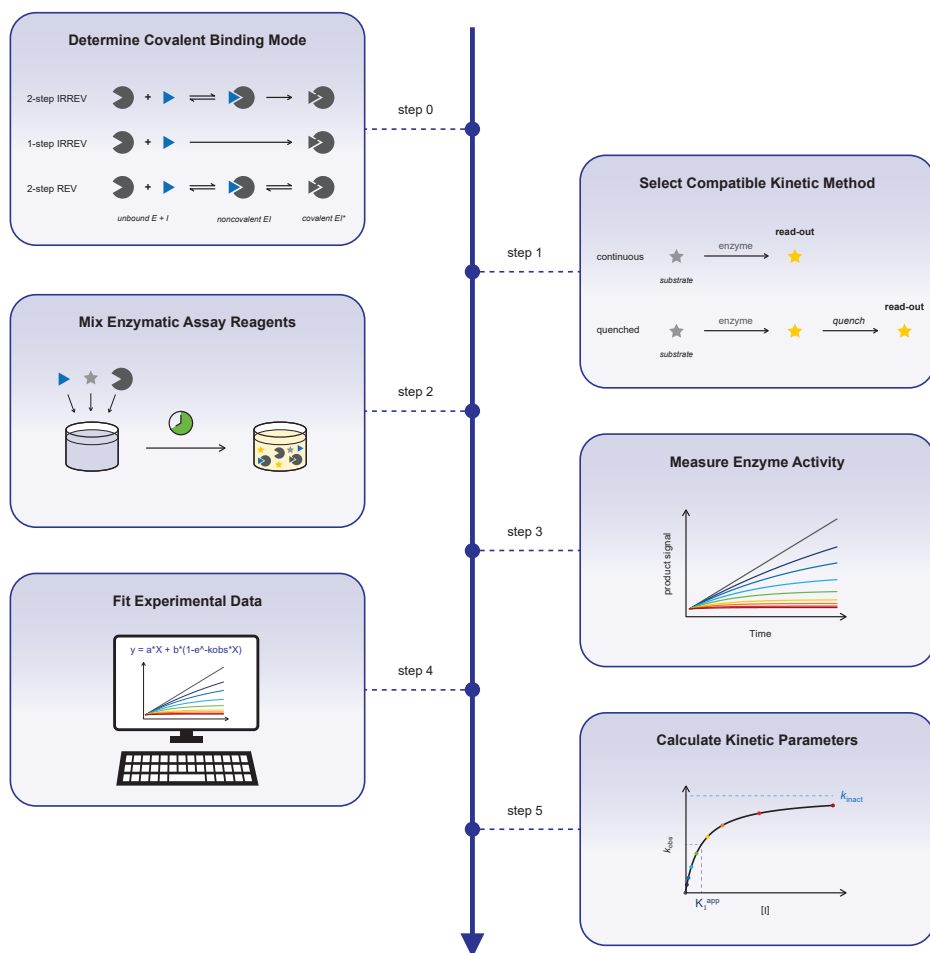 Determine Covalent Binding Mode
2-step IRREV
+
1-step IRREV
+
2-step REV
+
unbound E + I
noncovalent EI
covalent EI*
step 0
step 1
Select Compatible Kinetic Method
read-out
continuous
enzyme
substrate
read-out
quenched
enzyme
quench
substrate
Mix Enzymatic Assay Reagents
step 2
step 3
Measure Enzyme Activity
product signal
Time
Fit Experimental Data
y = a*X + b*(1-e^-kobs*X)
step 4
step 5
Calculate Kinetic Parameters
kinact
kobs
KIapp
[I]